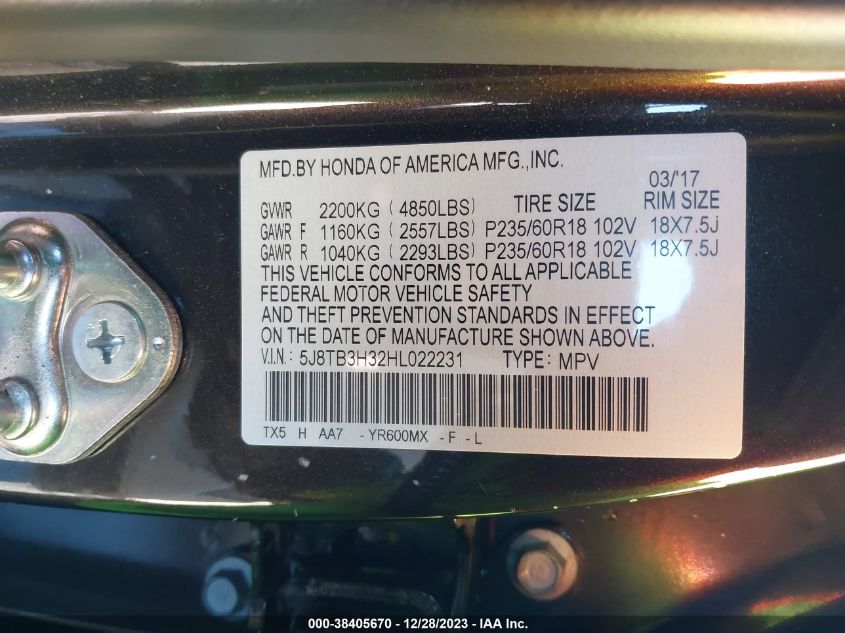 MFD.BY HONDA OF AMERICA MFG.,INC.
03/'17
GVWR 2200KG ( 4850LBS) TIRE SIZE RIM SIZE
GAWR F 1160KG ( 2557LBS) P235/60R18 102V 18X7.5J
GAWR R 1040KG ( 2293LBS) P235/60R18 102V 18X7.5J
THIS VEHICLE CONFORMS TO ALL APPLICABLE
FEDERAL MOTOR VEHICLE SAFETY
AND THEFT PREVENTION STANDARDS IN EFFECT
ON THE DATE OF MANUFACTURE SHOWN ABOVE.
V.I.N.: 5J8TB3H32HL022231 TYPE: MPV
TX5 H AA7 -YR600MX -F -L
000-38405670 - 12/28/2023 - IAA Inc.